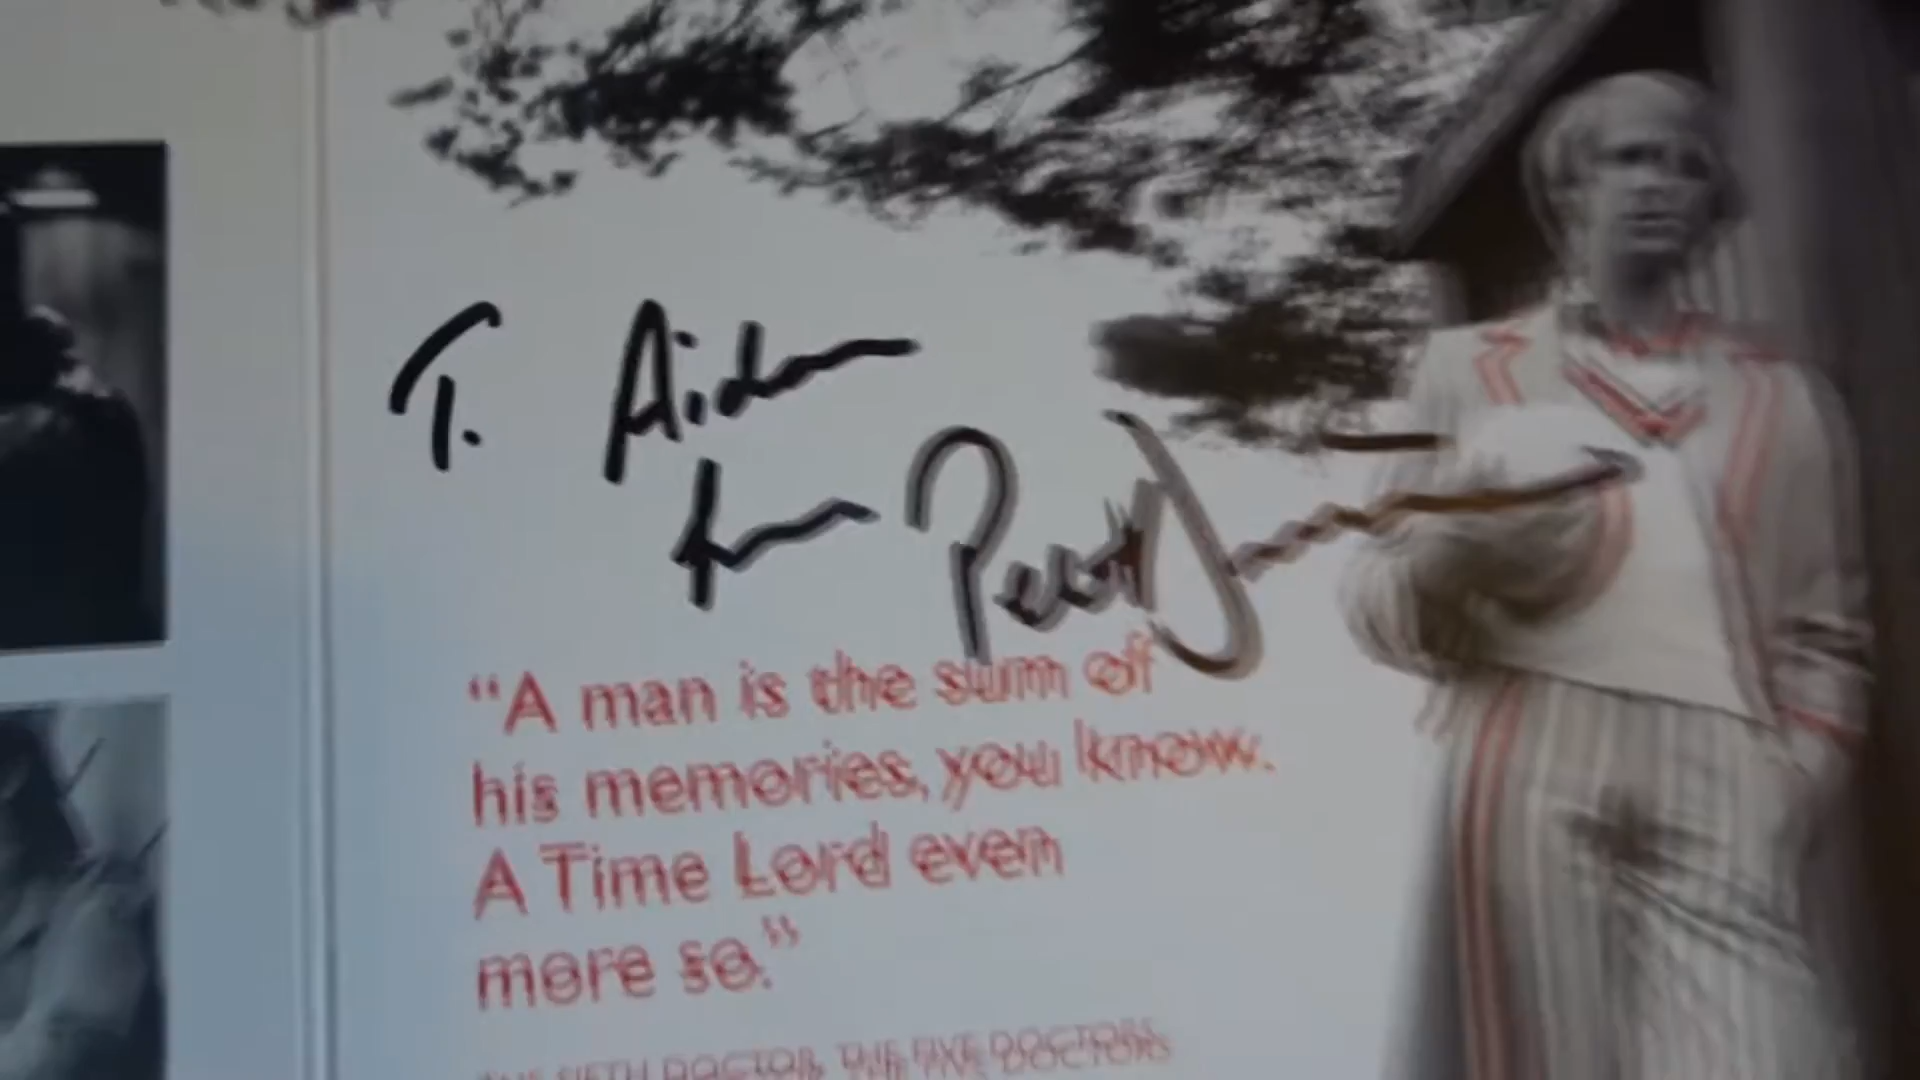 To Aidan
from Peter D
“A man is the sum of
his memories, you know.
A Time Lord even
more so.”
THE FIFTH DOCTOR, THE FIVE DOCTORS